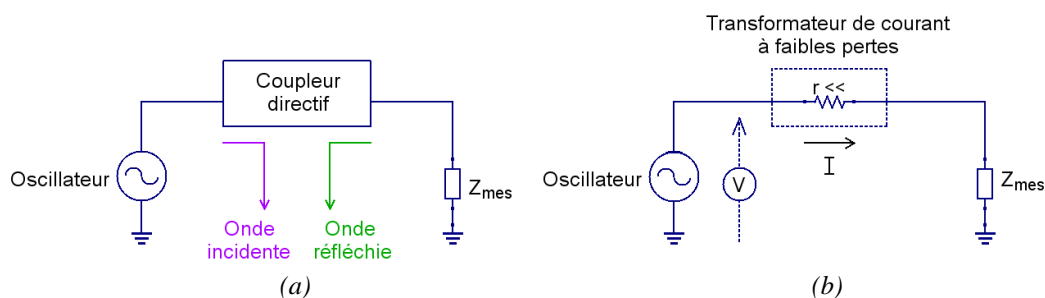 Coupleur
directif
Oscillateur
Zmes
Onde
incidente
Onde
réfléchie
(a)
Transformateur de courant
à faibles pertes
r <<
I
V
Oscillateur
Zmes
(b)